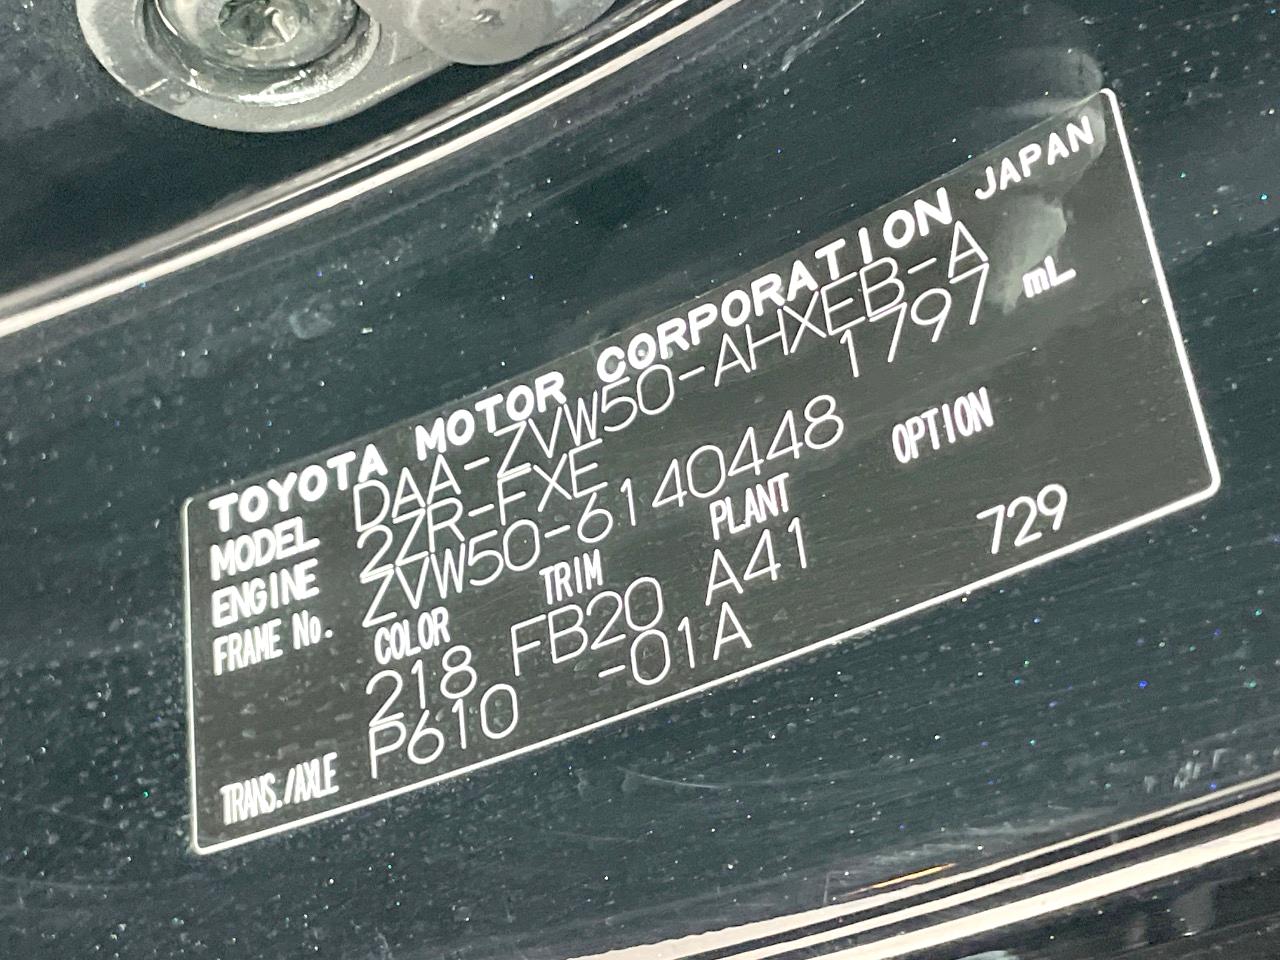 TOYOTA MOTOR CORPORATION JAPAN
MODEL DAA-ZVW50-AHXEB-A
ENGINE 2ZR-FXE 1797 mL
FRAME No. ZVW50-6140448
COLOR TRIM PLANT OPTION
218 FB20 A41 729
TRANS./AXLE P610 -01A